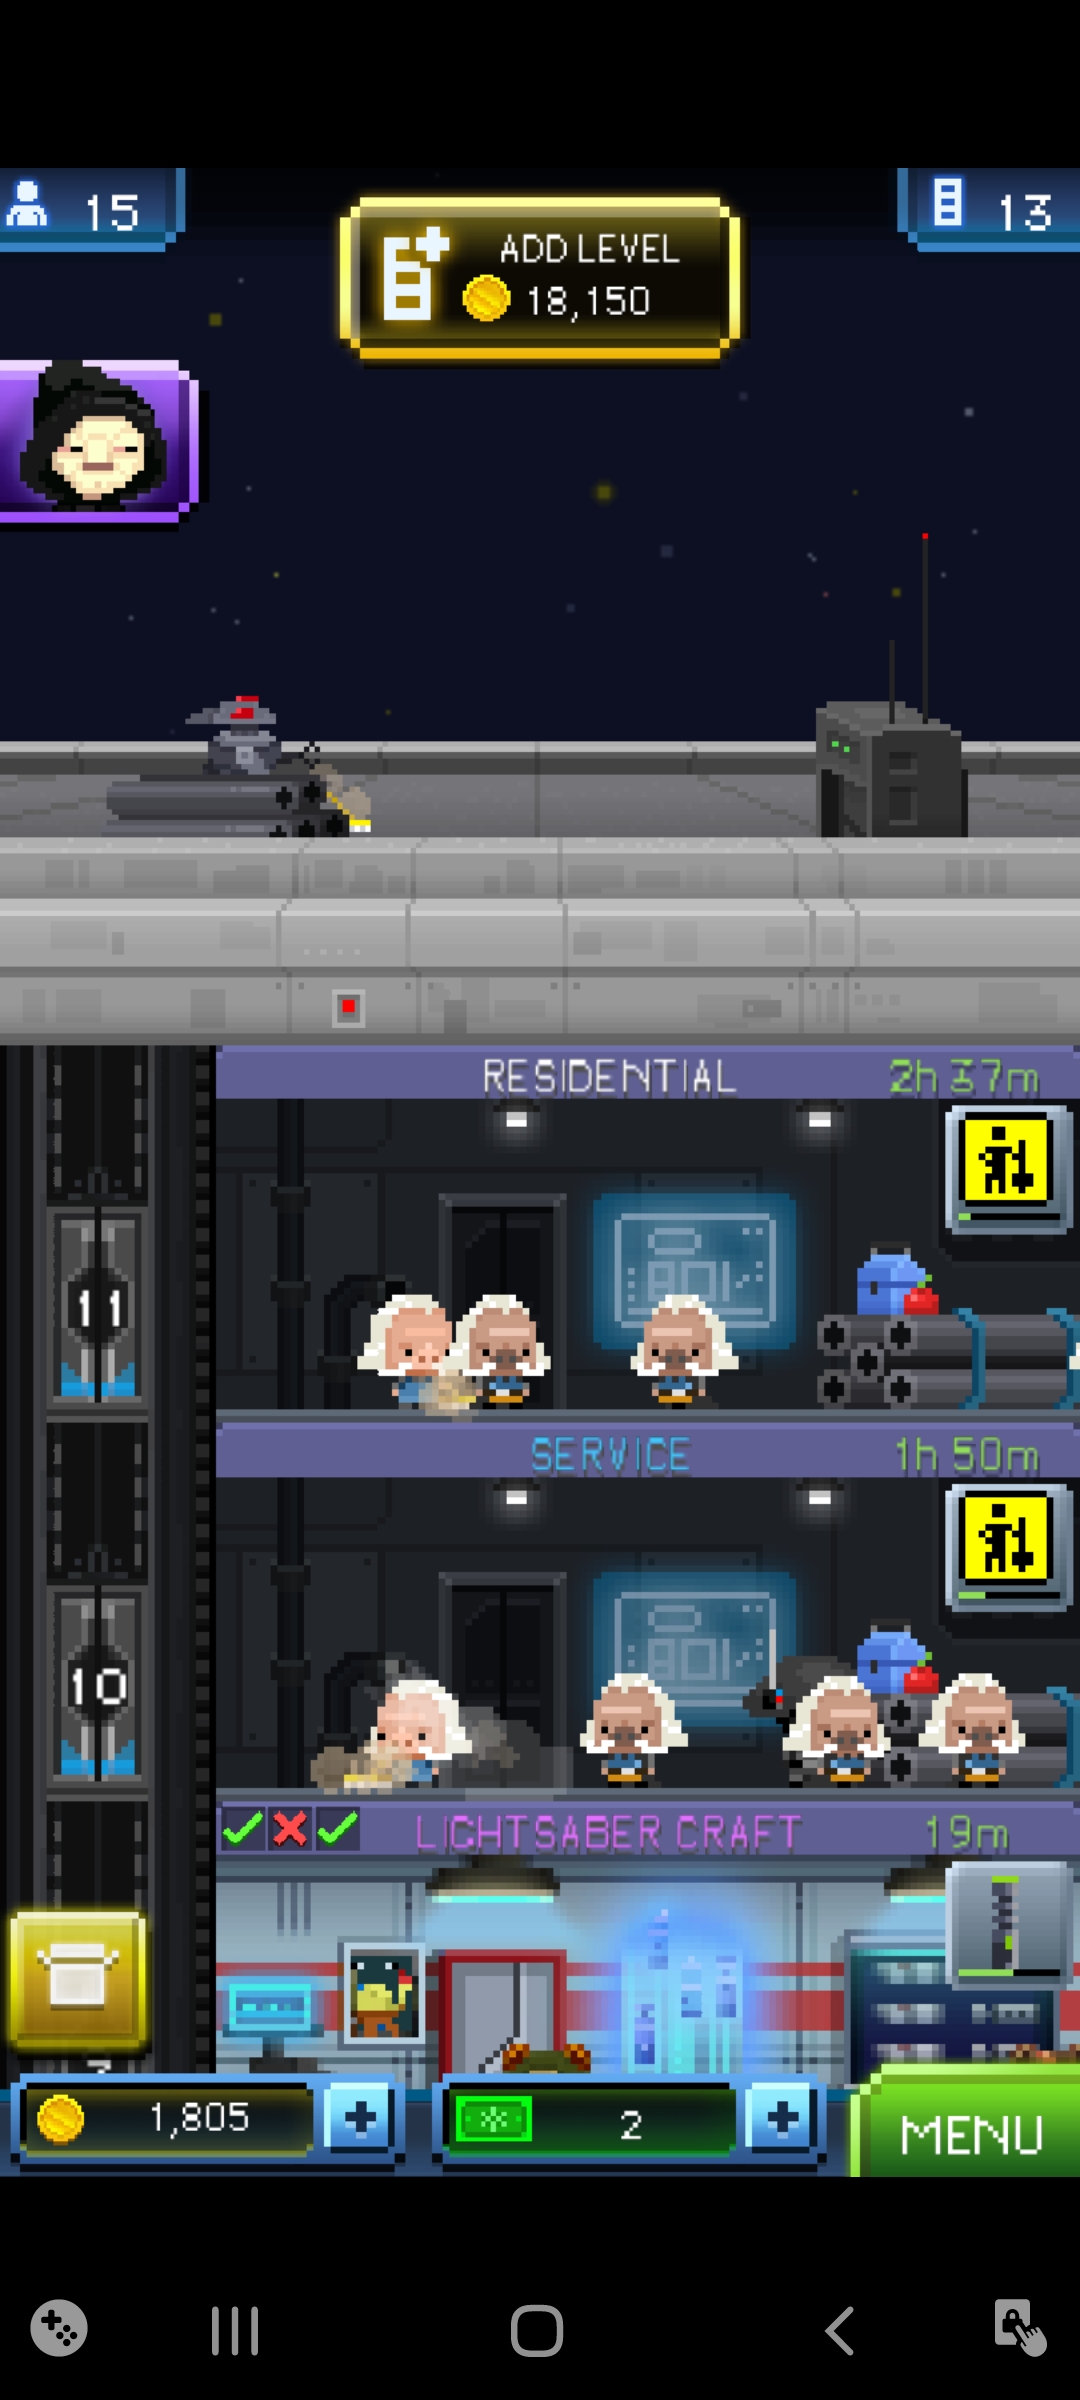 15
ADD LEVEL
18,150
13
RESIDENTIAL
2h 37m
11
SERVICE
1h 50m
10
LIGHTSABER CRAFT
19m
1,805
2
MENU